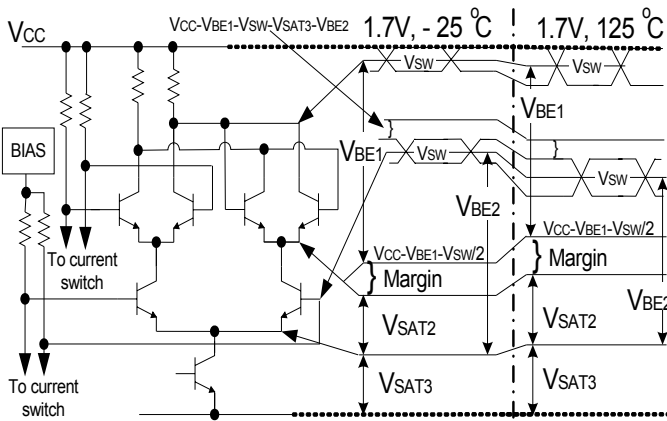 VCC-VBE1-VSW-VSAT3-VBE2
1.7V, - 25 °C
1.7V, 125 °C
VCC
VSW
VSW
VBE1
BIAS
VBE1
VSW
VSW
VBE2
To current
switch
VCC-VBE1-VSW/2
VCC-VBE1-VSW/2
Margin
Margin
VBE2
VSAT2
VSAT2
VSAT3
VSAT3
To current
switch